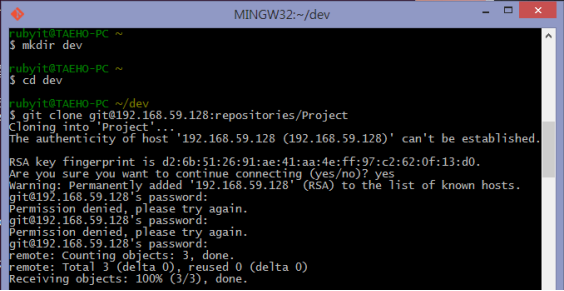 MINGW32:~/dev
rubyit@TAEHO-PC ~
$ mkdir dev
rubyit@TAEHO-PC ~
$ cd dev
rubyit@TAEHO-PC ~/dev
$ git clone git@192.168.59.128:repositories/Project
Cloning into 'Project'...
The authenticity of host '192.168.59.128 (192.168.59.128)' can't be established.
RSA key fingerprint is d2:6b:51:26:91:ae:41:aa:4e:ff:97:c2:62:0f:13:d0.
Are you sure you want to continue connecting (yes/no)? yes
Warning: Permanently added '192.168.59.128' (RSA) to the list of known hosts.
git@192.168.59.128's password:
Permission denied, please try again.
git@192.168.59.128's password:
Permission denied, please try again.
git@192.168.59.128's password:
remote: Counting objects: 3, done.
remote: Total 3 (delta 0), reused 0 (delta 0)
Receiving objects: 100% (3/3), done.